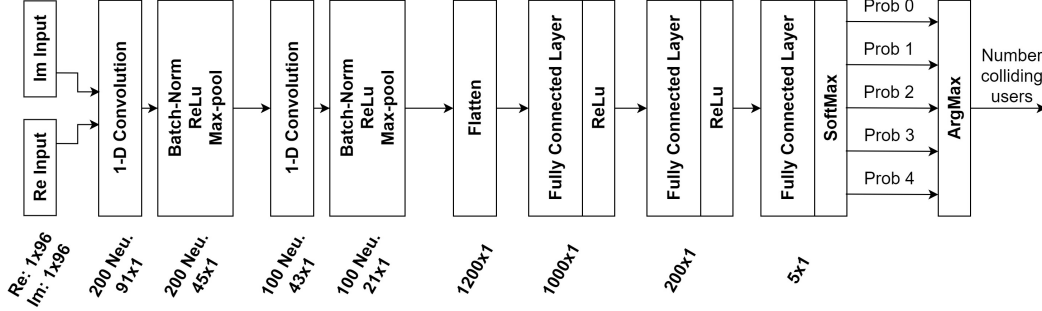 Im Input
Re Input
1-D Convolution
Batch-Norm
ReLu
Max-pool
1-D Convolution
Batch-Norm
ReLu
Max-pool
Flatten
Fully Connected Layer
ReLu
Fully Connected Layer
ReLu
Fully Connected Layer
SoftMax
Prob 0
Prob 1
Prob 2
Prob 3
Prob 4
ArgMax
Number
colliding
users
Re: 1x96
Im: 1x96
200 Neu.
91x1
200 Neu.
45x1
100 Neu.
43x1
100 Neu.
21x1
1200x1
1000x1
200x1
5x1